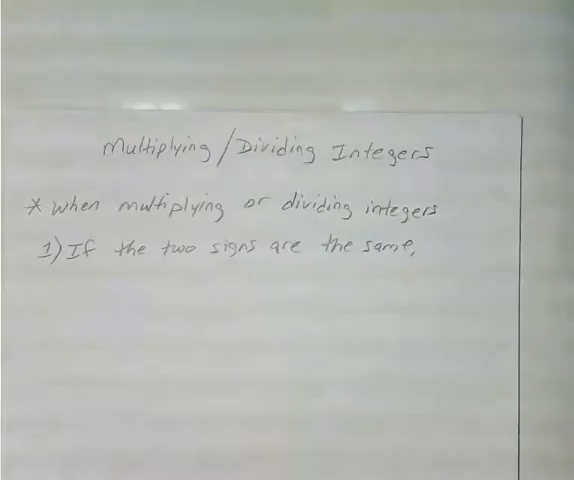 Multiplying/Dividing Integers
* When multiplying or dividing integers
1) If the two signs are the same,